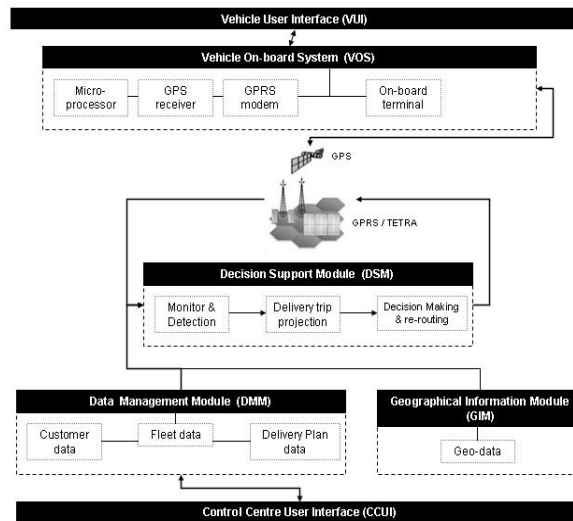 Vehicle User Interface (VUI)
Vehicle On-board System (VOS)
Micro-
processor
GPS
receiver
GPRS
modem
On-board
terminal
GPS
GPRS / TETRA
Decision Support Module (DSM)
Monitor &
Detection
Delivery trip
projection
Decision Making
& re-routing
Data Management Module (DMM)
Customer
data
Fleet data
Delivery Plan
data
Geographical Information Module
(GIM)
Geo-data
Control Centre User Interface (CCUI)